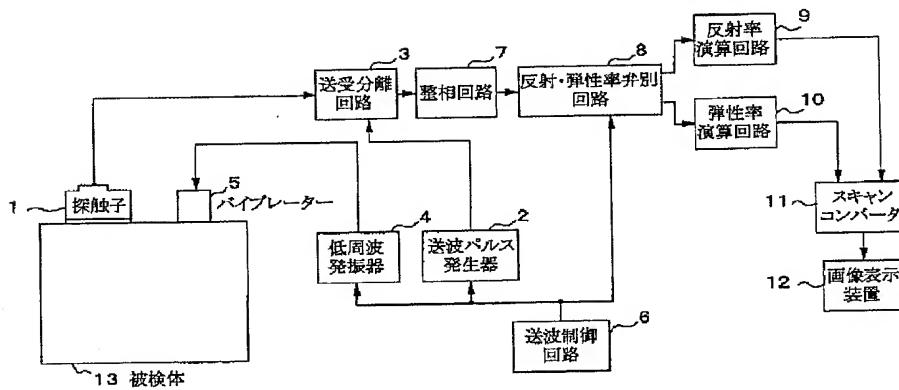 9
反射率
演算回路
3
送受分離
回路
7
整相回路
8
反射・弾性率弁別
回路
10
弾性率
演算回路
1
探触子
5
バイブレーター
4
低周波
発振器
2
送波パルス
発生器
11
スキャン
コンバータ
12
画像表示
装置
送波制御
回路
6
13 被検体